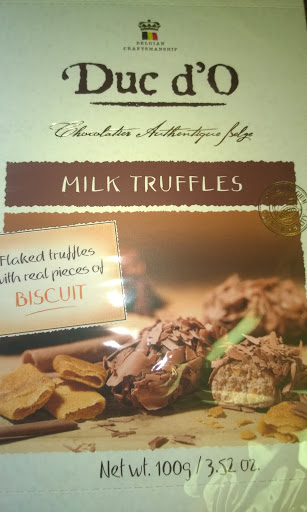 BELGIAN
CRAFTSMANSHIP
Duc d'O
Chocolatier Authentique Belge
MILK TRUFFLES
Flaked truffles
with real pieces of
BISCUIT
Net wt. 100g / 3.52 oz.